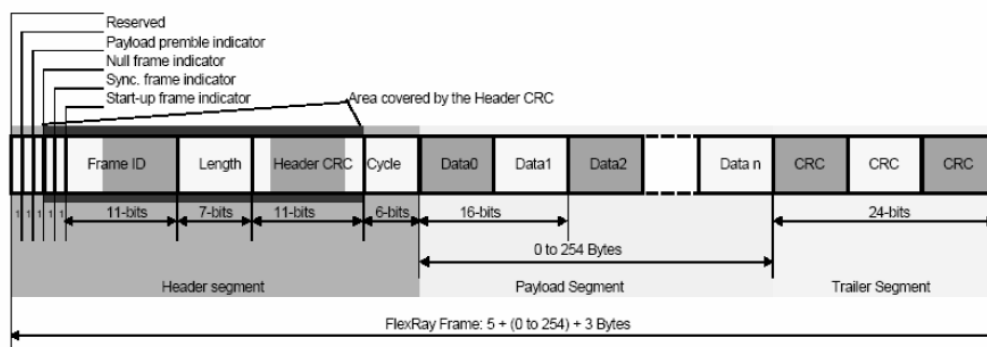 Reserved
Payload premble indicator
Null frame indicator
Sync. frame indicator
Start-up frame indicator
Area covered by the Header CRC
Frame ID Length Header CRC Cycle Data0 Data1 Data2 Data n CRC CRC CRC
1 1 1 1 1 11-bits 7-bits 11-bits 6-bits 16-bits 24-bits
0 to 254 Bytes
Header segment Payload Segment Trailer Segment
FlexRay Frame: 5 + (0 to 254) + 3 Bytes